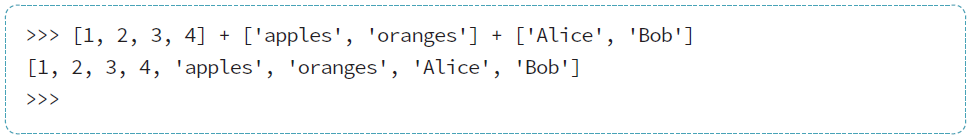 >>> [1, 2, 3, 4] + ['apples', 'oranges'] + ['Alice', 'Bob']
[1, 2, 3, 4, 'apples', 'oranges', 'Alice', 'Bob']
>>>